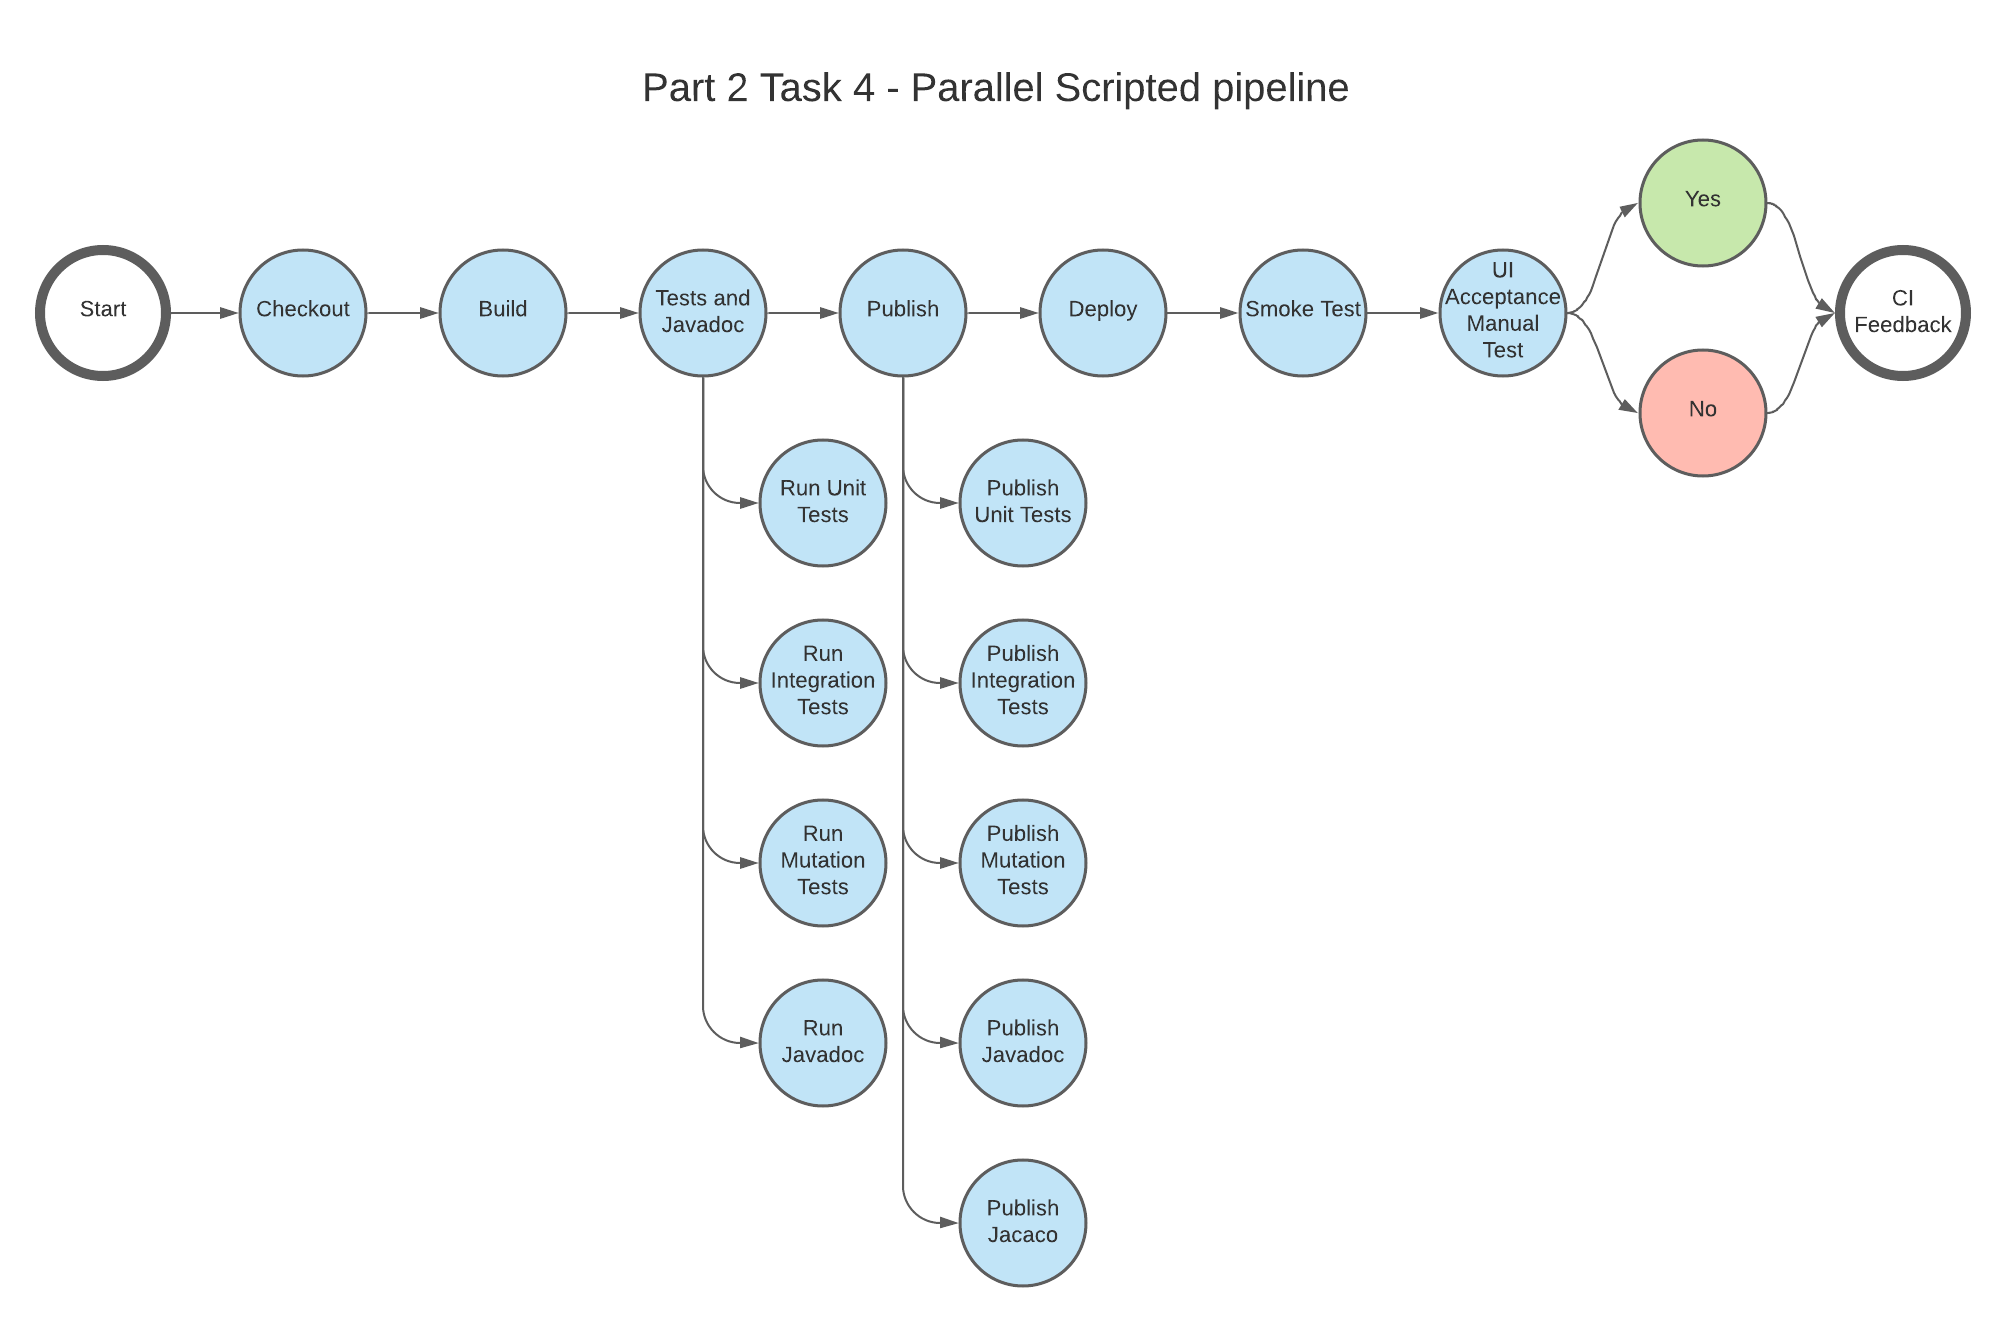 Part 2 Task 4 - Parallel Scripted pipeline
Start
Checkout
Build
Tests and
Javadoc
Publish
Deploy
Smoke Test
UI
Acceptance
Manual
Test
Yes
No
CI
Feedback
Run Unit
Tests
Run
Integration
Tests
Run
Mutation
Tests
Run
Javadoc
Publish
Unit Tests
Publish
Integration
Tests
Publish
Mutation
Tests
Publish
Javadoc
Publish
Jacaco